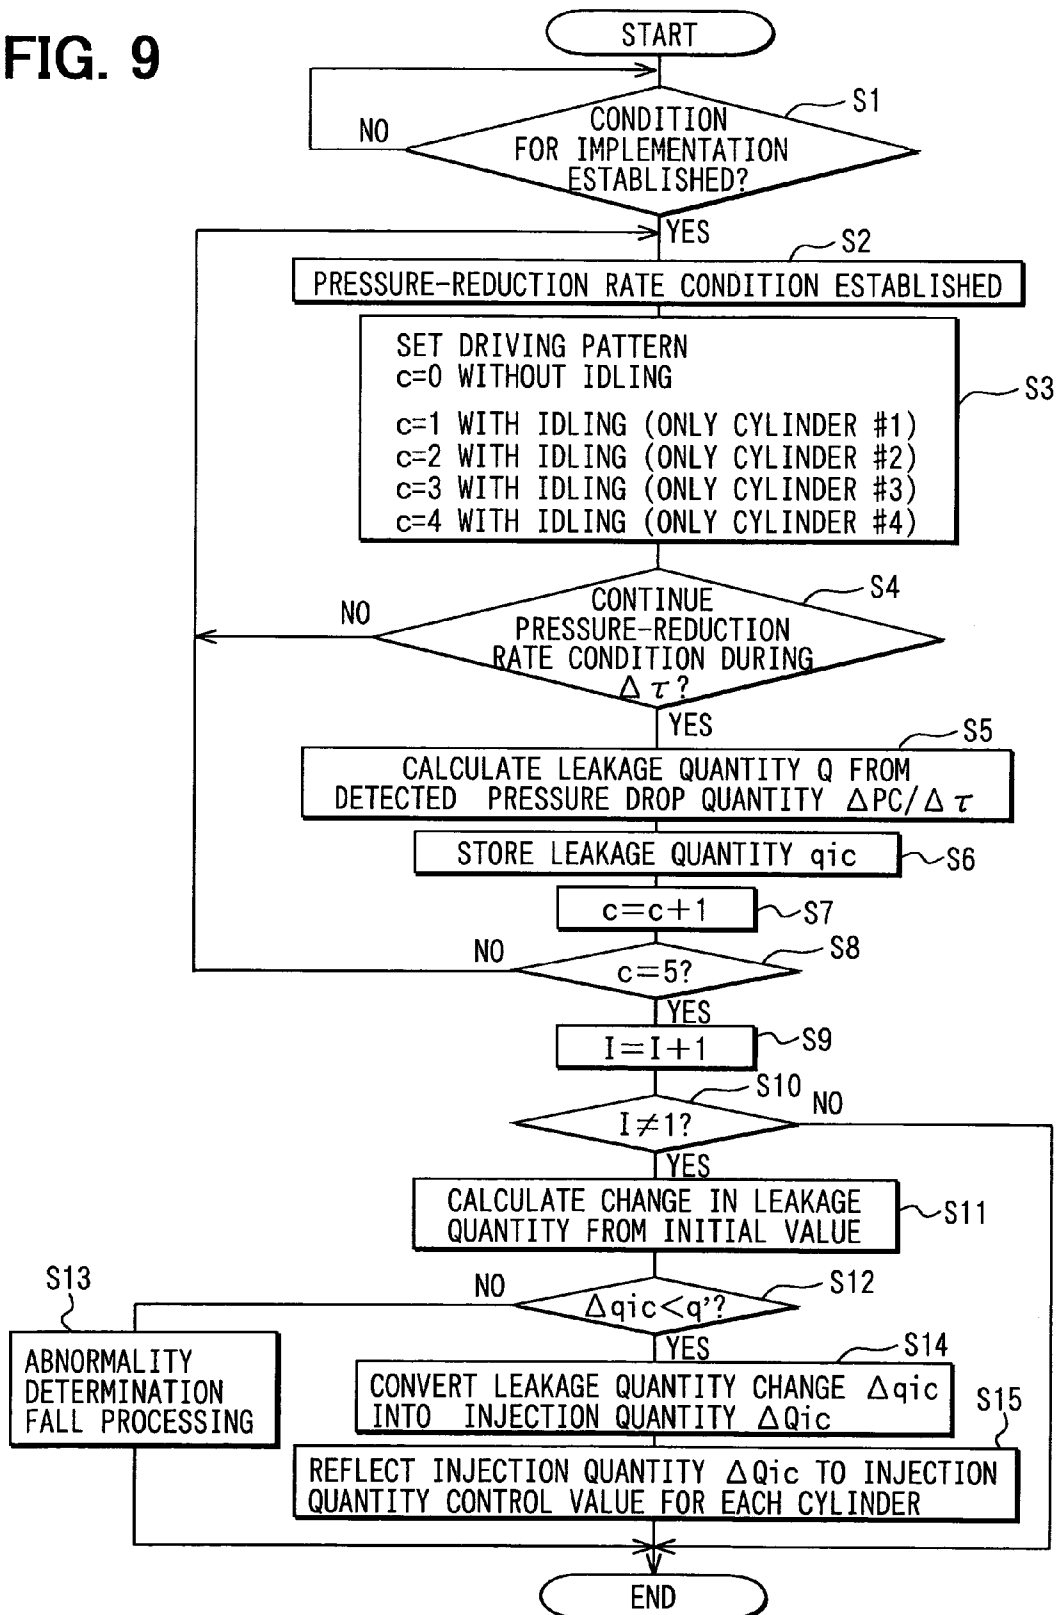 FIG. 9
START
S1
CONDITION
FOR IMPLEMENTATION
ESTABLISHED?
NO
YES
S2
PRESSURE-REDUCTION RATE CONDITION ESTABLISHED
SET DRIVING PATTERN
c=0 WITHOUT IDLING
S3
c=1 WITH IDLING (ONLY CYLINDER #1)
c=2 WITH IDLING (ONLY CYLINDER #2)
c=3 WITH IDLING (ONLY CYLINDER #3)
c=4 WITH IDLING (ONLY CYLINDER #4)
S4
NO
CONTINUE
PRESSURE-REDUCTION
RATE CONDITION DURING
Δτ?
YES
S5
CALCULATE LEAKAGE QUANTITY Q FROM
DETECTED PRESSURE DROP QUANTITY ΔPC/Δτ
STORE LEAKAGE QUANTITY qic
S6
c=c+1
S7
NO
S8
c=5?
YES
I=I+1
S9
S10
NO
I≠1?
YES
CALCULATE CHANGE IN LEAKAGE
QUANTITY FROM INITIAL VALUE
S11
S13
NO
S12
Δqic<q'?
YES
S14
ABNORMALITY
DETERMINATION
FALL PROCESSING
CONVERT LEAKAGE QUANTITY CHANGE Δqic
INTO INJECTION QUANTITY ΔQic
S15
REFLECT INJECTION QUANTITY ΔQic TO INJECTION
QUANTITY CONTROL VALUE FOR EACH CYLINDER
END